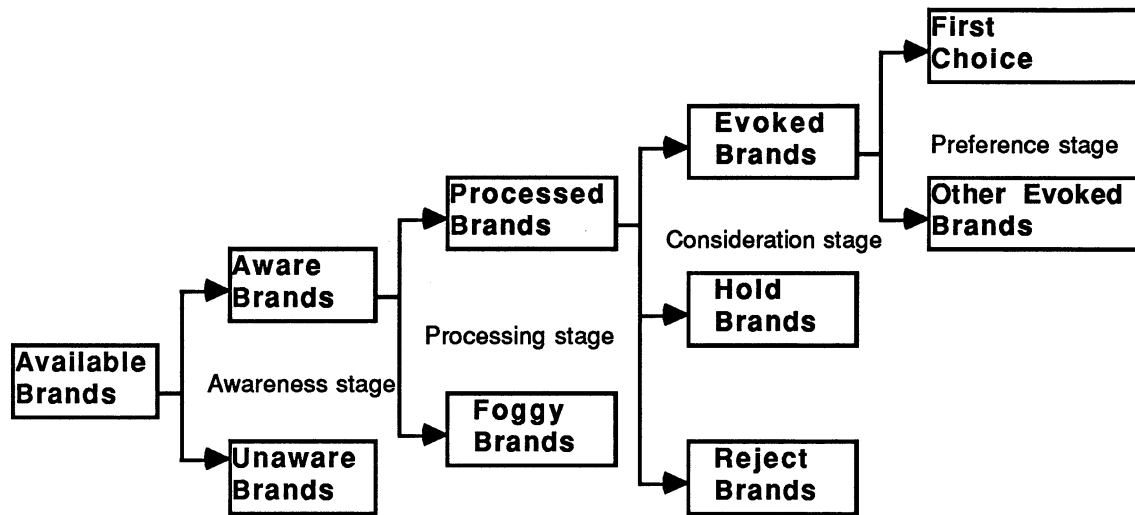 Available
Brands
Awareness stage
Aware
Brands
Unaware
Brands
Processing stage
Processed
Brands
Foggy
Brands
Consideration stage
Evoked
Brands
Hold
Brands
Reject
Brands
Preference stage
First
Choice
Other Evoked
Brands